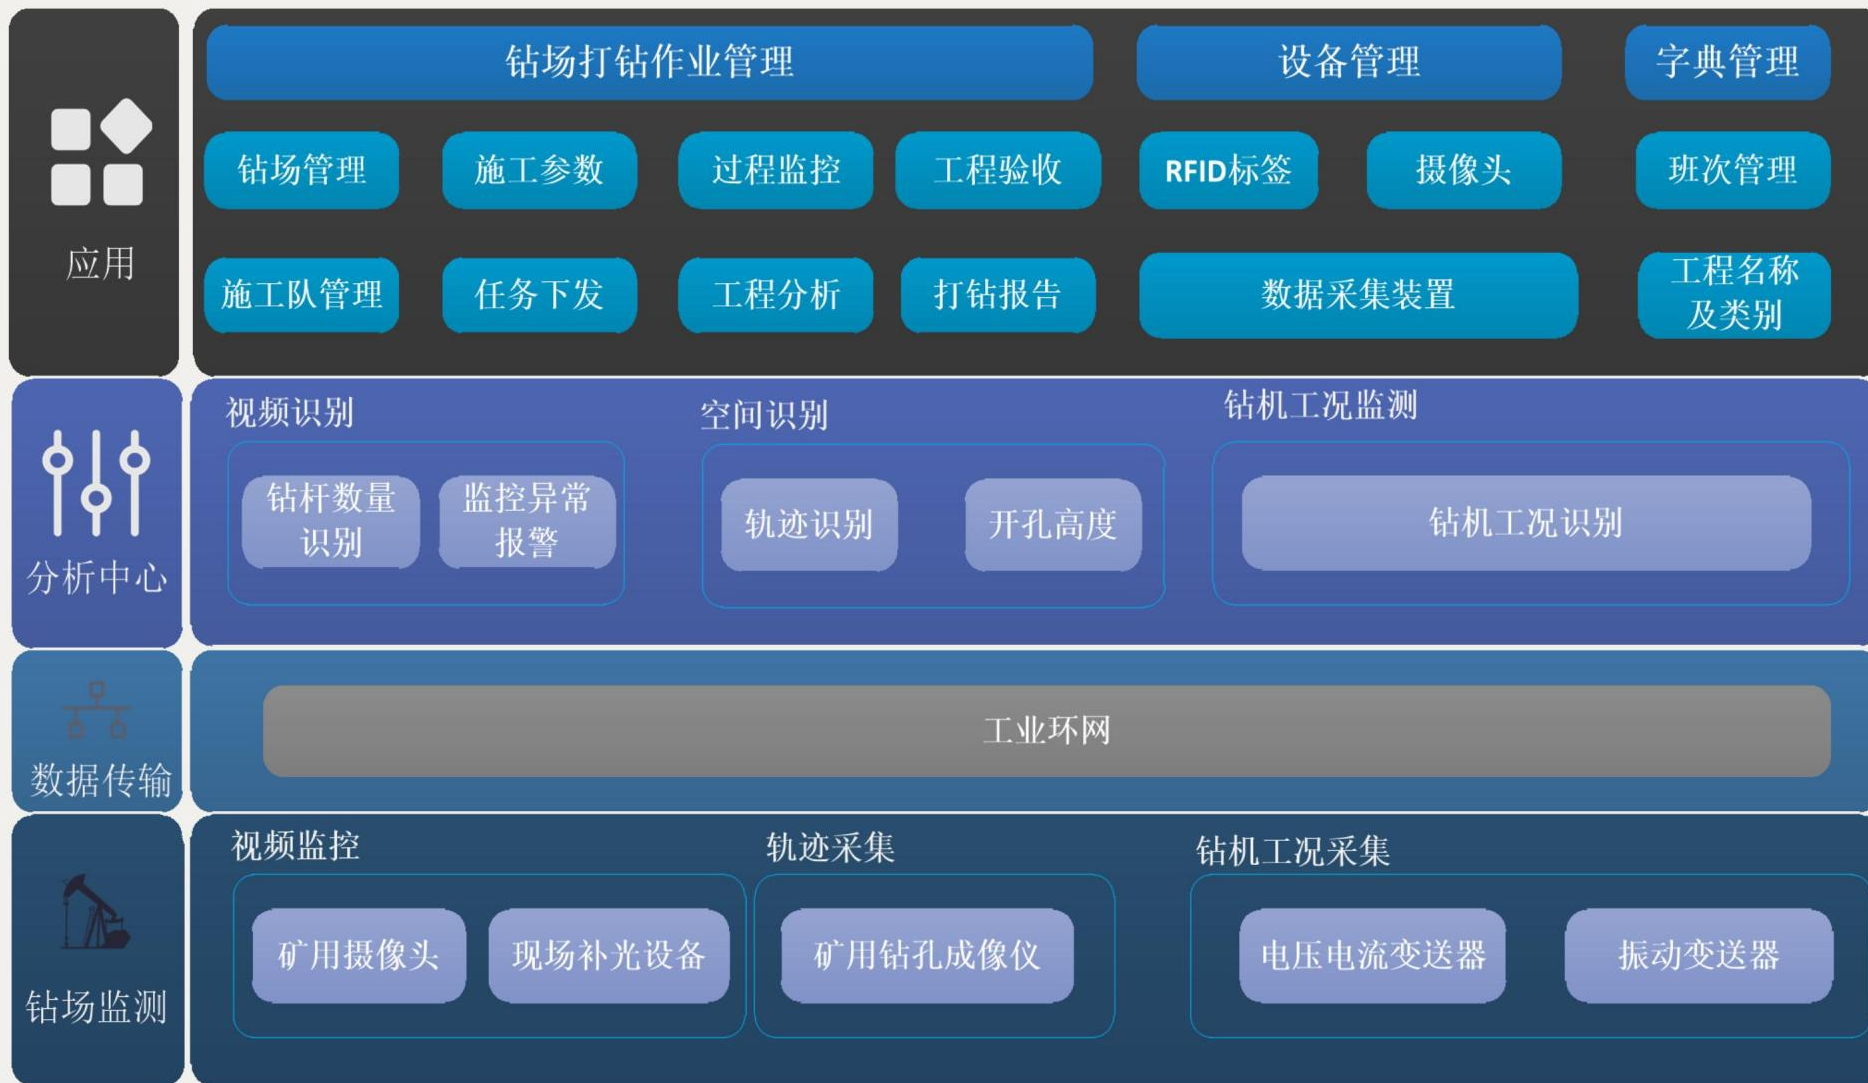 应用
钻场打钻作业管理
设备管理
字典管理
钻场管理
施工参数
过程监控
工程验收
RFID标签
摄像头
班次管理
施工队管理
任务下发
工程分析
打钻报告
数据采集装置
工程名称
及类别
分析中心
视频识别
钻杆数量
识别
监控异常
报警
空间识别
轨迹识别
开孔高度
钻机工况监测
钻机工况识别
数据传输
工业环网
钻场监测
视频监控
矿用摄像头
现场补光设备
轨迹采集
矿用钻孔成像仪
钻机工况采集
电压电流变送器
振动变送器